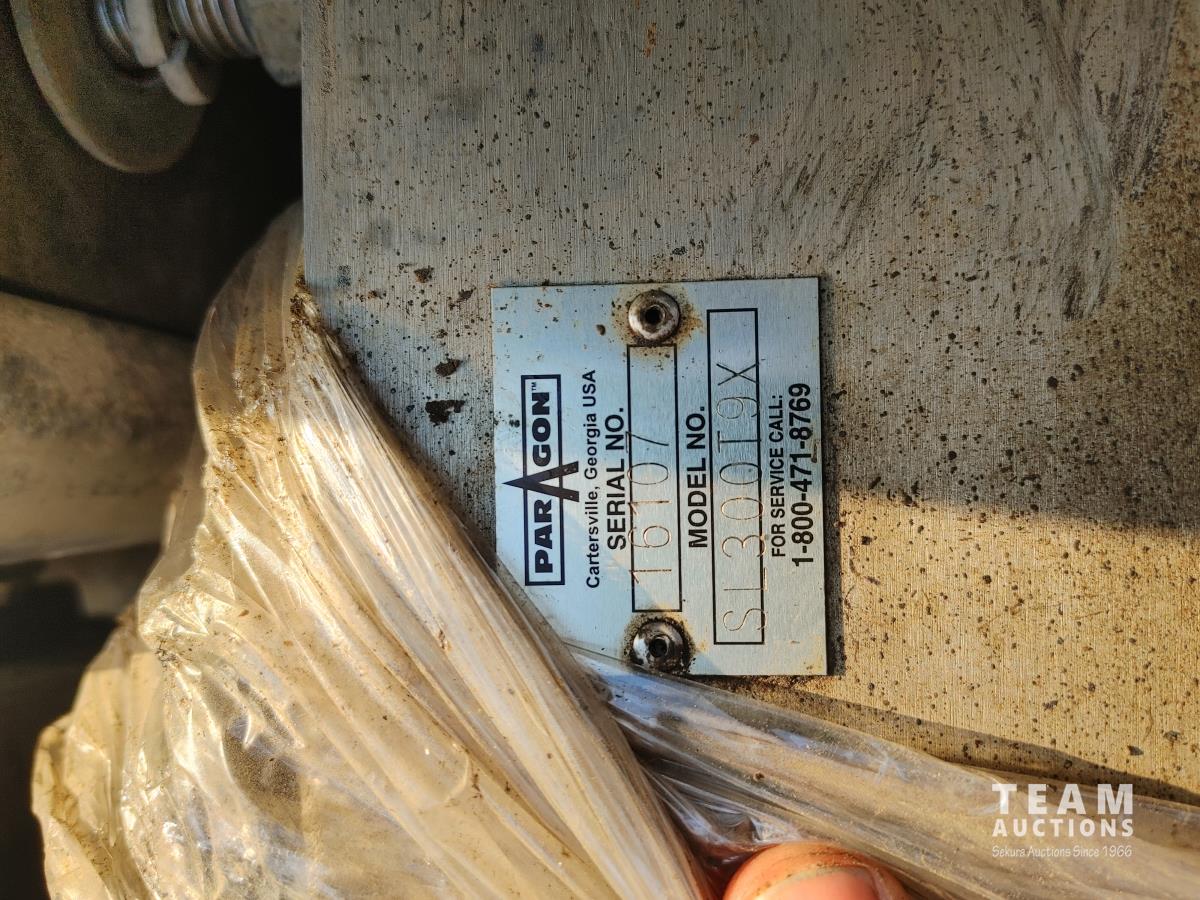 PARAGON™
Cartersville, Georgia USA
SERIAL NO.
16107
MODEL NO.
SL300T9X
FOR SERVICE CALL:
1-800-471-8769
TEAM
AUCTIONS
Sekura Auctions Since 1966